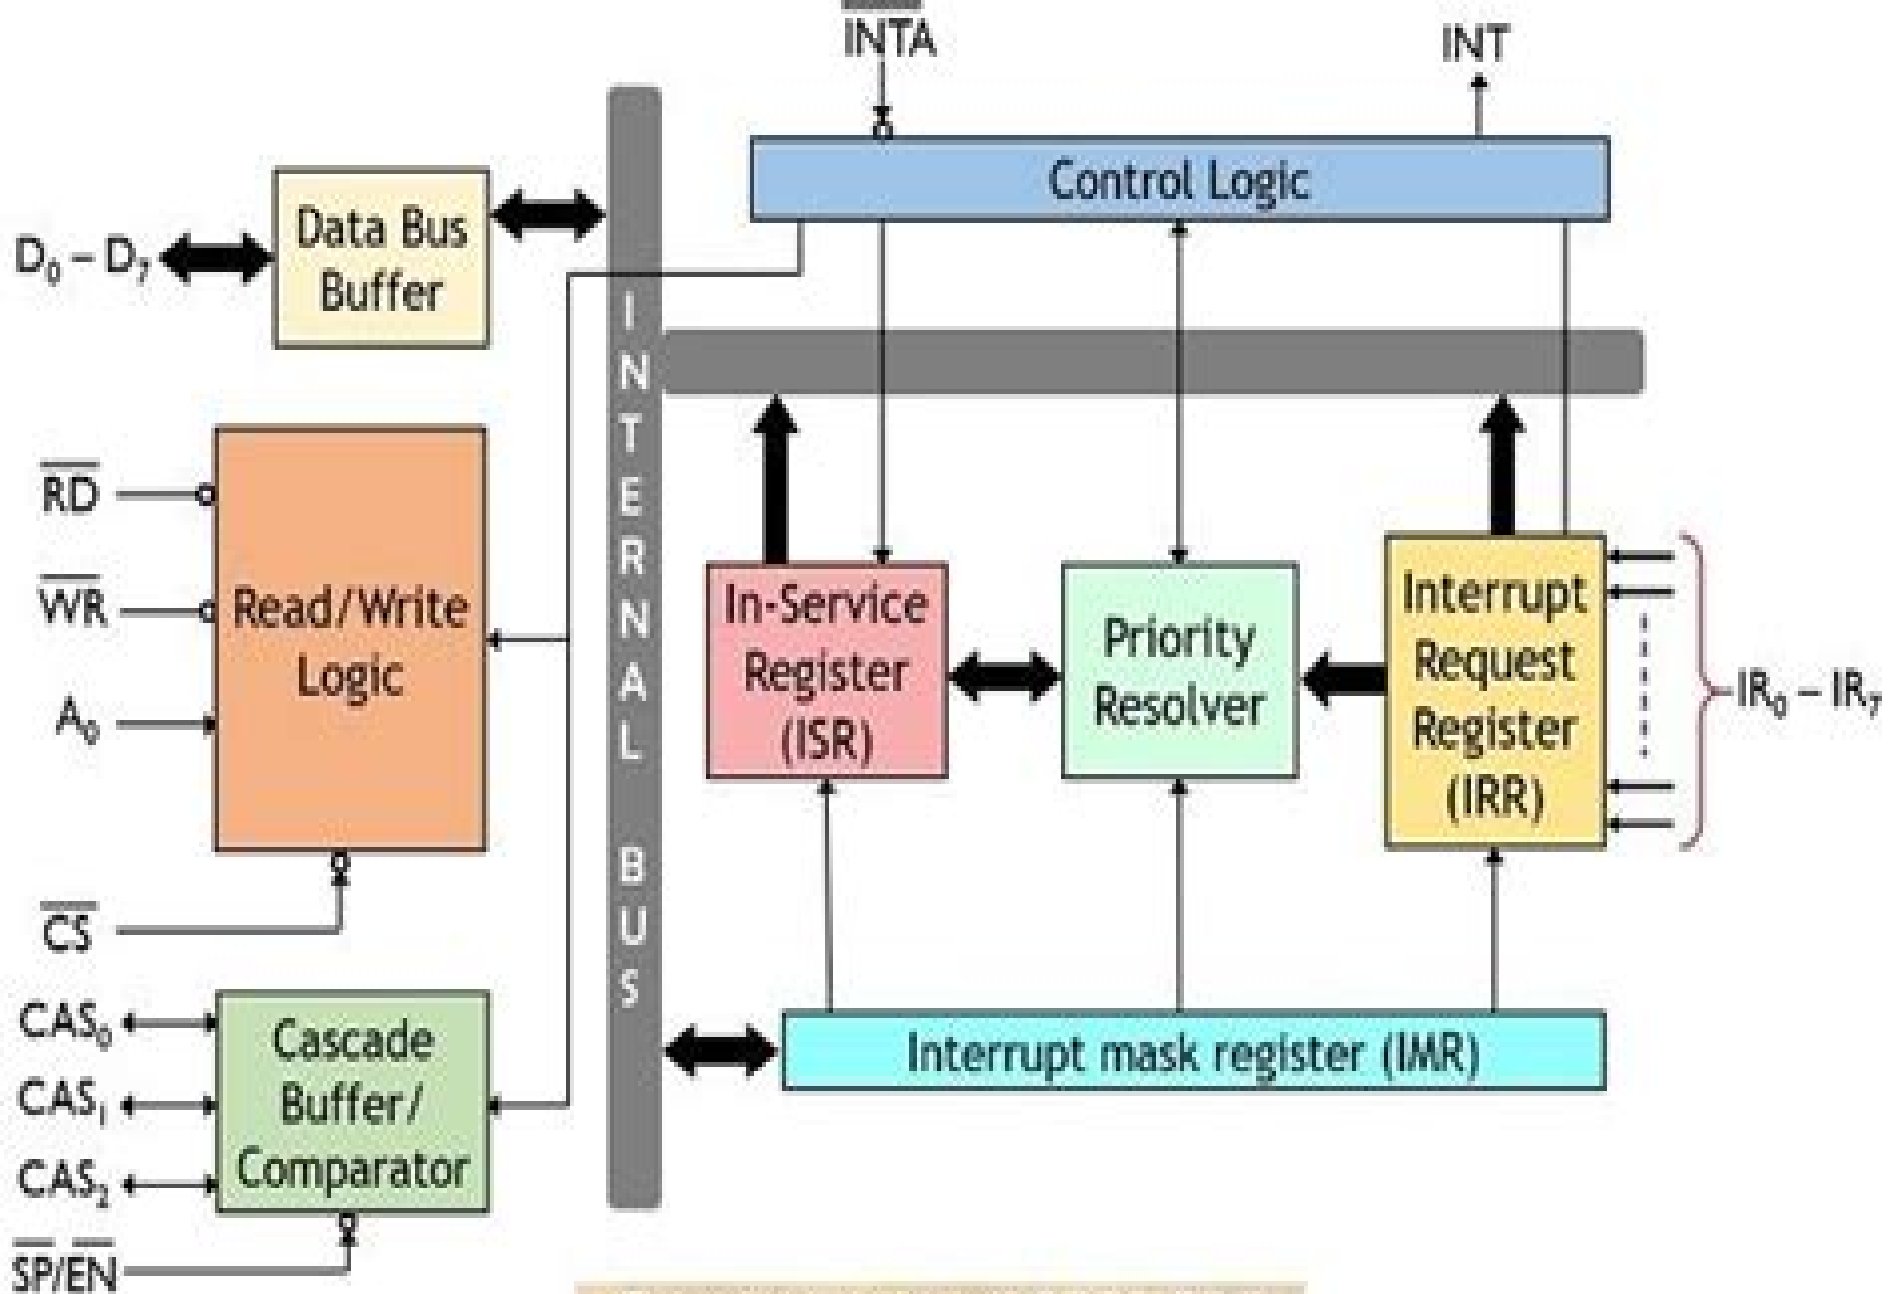 INTA
INT
Control Logic
Data Bus
Buffer
D₀ – D₇
INTERNAL BUS
RD
WR
A₀
CS
Read/Write
Logic
In-Service
Register
(ISR)
Priority
Resolver
Interrupt
Request
Register
(IRR)
IR₀ – IR₇
CAS₀
CAS₁
CAS₂
SP/EN
Cascade
Buffer/
Comparator
Interrupt mask register (IMR)